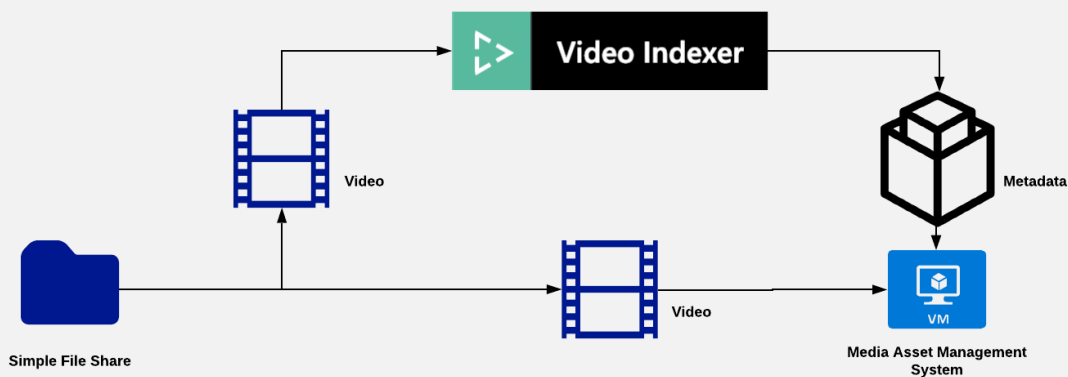 Video Indexer
Video
Metadata
Video
VM
Simple File Share
Media Asset Management
System